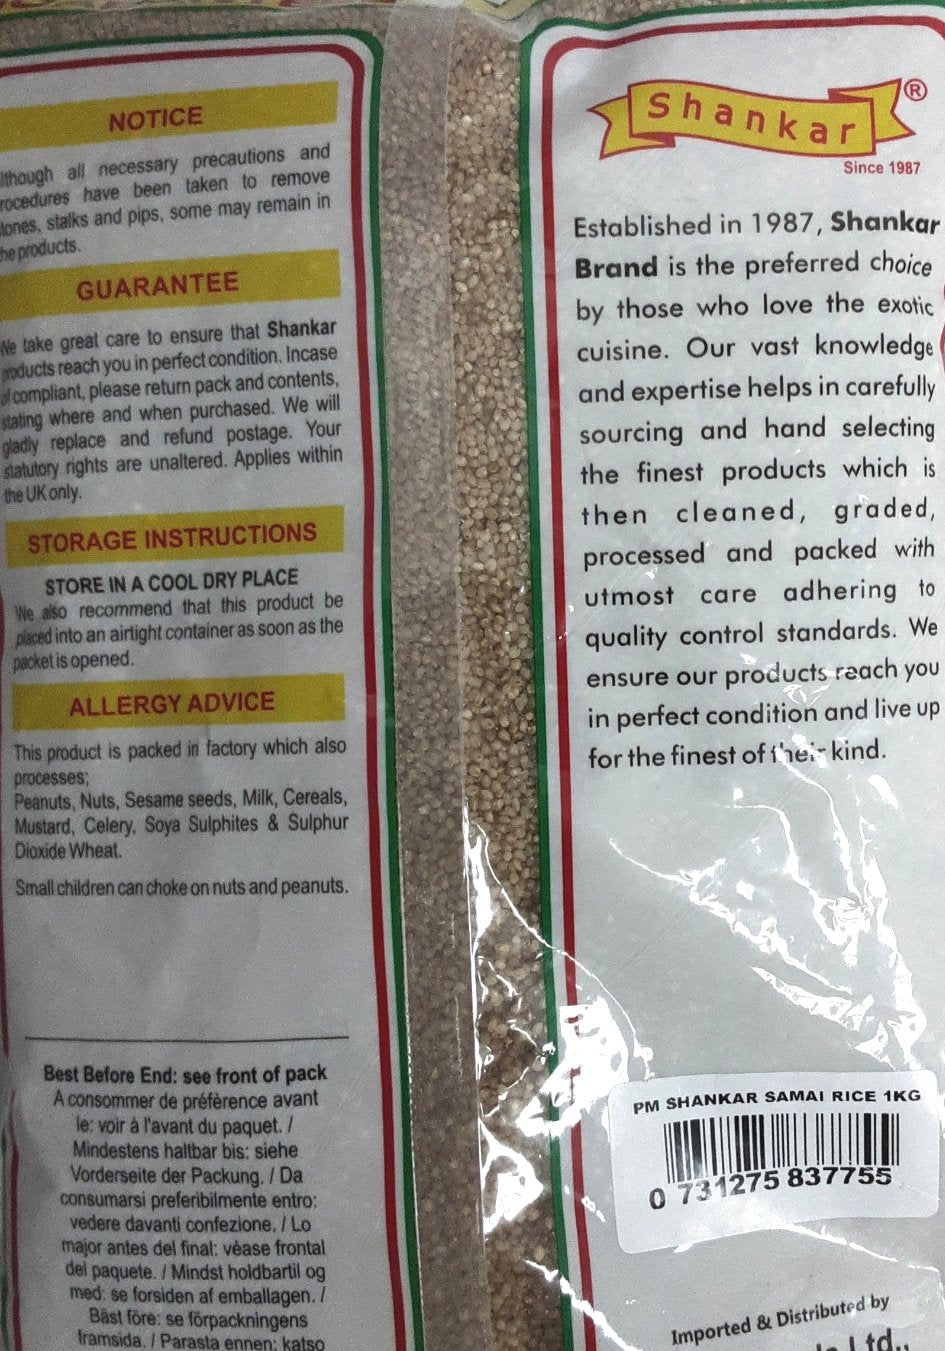 NOTICE
lthough all necessary precautions and
rocedures have been taken to remove
tones, stalks and pips, some may remain in
he products.
GUARANTEE
We take great care to ensure that Shankar
roducts reach you in perfect condition. Incase
of compliant, please return pack and contents,
stating where and when purchased. We will
gladly replace and refund postage. Your
statutory rights are unaltered. Applies within
the UK only.
STORAGE INSTRUCTIONS
STORE IN A COOL DRY PLACE
We also recommend that this product be
placed into an airtight container as soon as the
packet is opened.
ALLERGY ADVICE
This product is packed in factory which also
processes;
Peanuts, Nuts, Sesame seeds, Milk, Cereals,
Mustard, Celery, Soya Sulphites & Sulphur
Dioxide Wheat.
Small children can choke on nuts and peanuts.
Best Before End: see front of pack
A consommer de préfèrence avant
le: voir à l'avant du paquet. /
Mindestens haltbar bis: siehe
Vorderseite der Packung. / Da
consumarsi preferibilmente entro:
vedere davanti confezione. / Lo
major antes del final: véase frontal
del paquete. / Mindst holdbartil og
med: se forsiden af emballagen. /
Bäst före: se förpackningens
framsida. / Parasta ennen: katso
Shankar ®
Since 1987
Established in 1987, Shankar
Brand is the preferred choice
by those who love the exotic
cuisine. Our vast knowledge
and expertise helps in carefully
sourcing and hand selecting
the finest products which is
then cleaned, graded,
processed and packed with
utmost care adhering to
quality control standards. We
ensure our products reach you
in perfect condition and live up
for the finest of their kind.
PM SHANKAR SAMAI RICE 1KG
0 731275 837755
Imported & Distributed by
Ltd.,